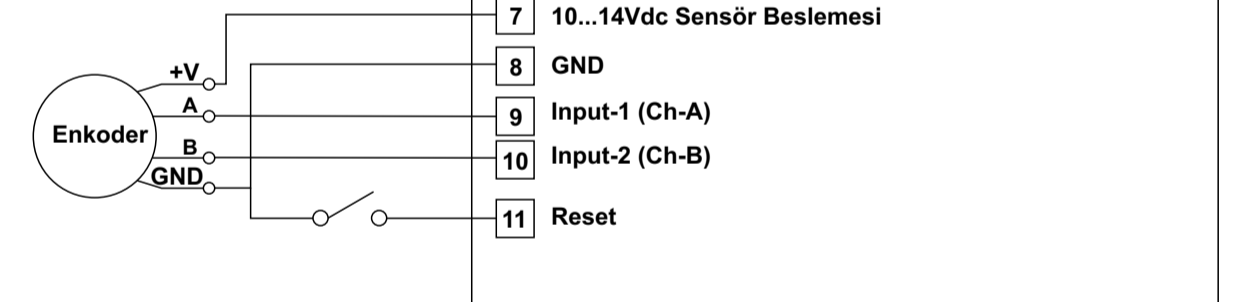 7 10...14Vdc Sensör Beslemesi
+V
8 GND
A
9 Input-1 (Ch-A)
Enkoder
B
10 Input-2 (Ch-B)
GND
11 Reset